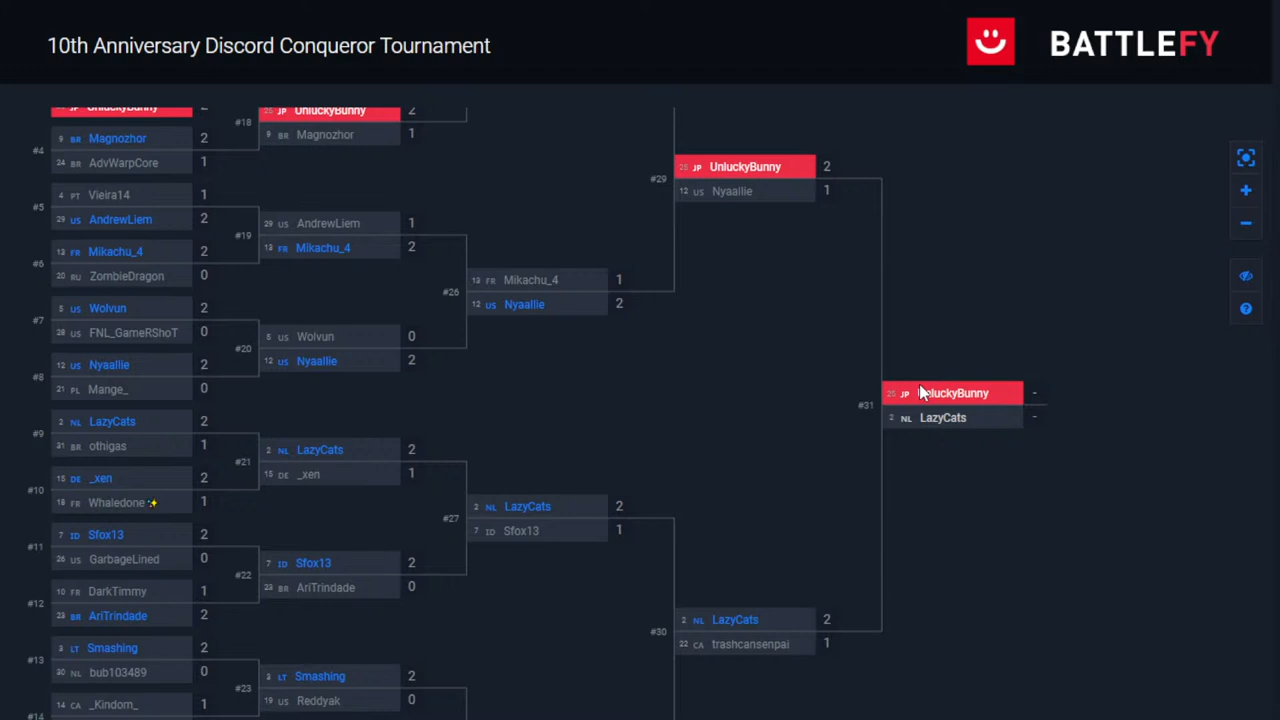 10th Anniversary Discord Conqueror Tournament
BATTLEFY
JP UnluckyBunny 2
#4
9 BR Magnozhor 2
24 BR AdvWarpCore 1
#5
4 PT Vieira14 1
29 US AndrewLiem 2
#6
13 FR Mikachu_4 2
20 RU ZombieDragon 0
#7
5 US Wolvun 2
28 US FNL_GameRShoT 0
#8
12 US Nyaallie 2
21 PL Mange_ 0
#9
2 NL LazyCats 2
31 BR othigas 1
#10
15 DE _xen 2
18 FR Whaledone✨ 1
#11
7 ID Sfox13 2
26 US GarbageLined 0
#12
10 FR DarkTimmy 1
23 BR AriTrindade 2
#13
3 LT Smashing 2
30 NL bub103489 0
#14
14 CA _Kindom_ 1
#18
25 JP UnluckyBunny 2
9 BR Magnozhor 1
#19
29 US AndrewLiem 1
13 FR Mikachu_4 2
#20
5 US Wolvun 0
12 US Nyaallie 2
#21
2 NL LazyCats 2
15 DE _xen 1
#22
7 ID Sfox13 2
23 BR AriTrindade 0
#23
3 LT Smashing 2
19 US Reddyak 0
#26
13 FR Mikachu_4 1
12 US Nyaallie 2
#27
2 NL LazyCats 2
7 ID Sfox13 1
#29
25 JP UnluckyBunny 2
12 US Nyaallie 1
#30
2 NL LazyCats 2
22 CA trashcansenpai 1
#31
25 JP UnluckyBunny -
2 NL LazyCats -